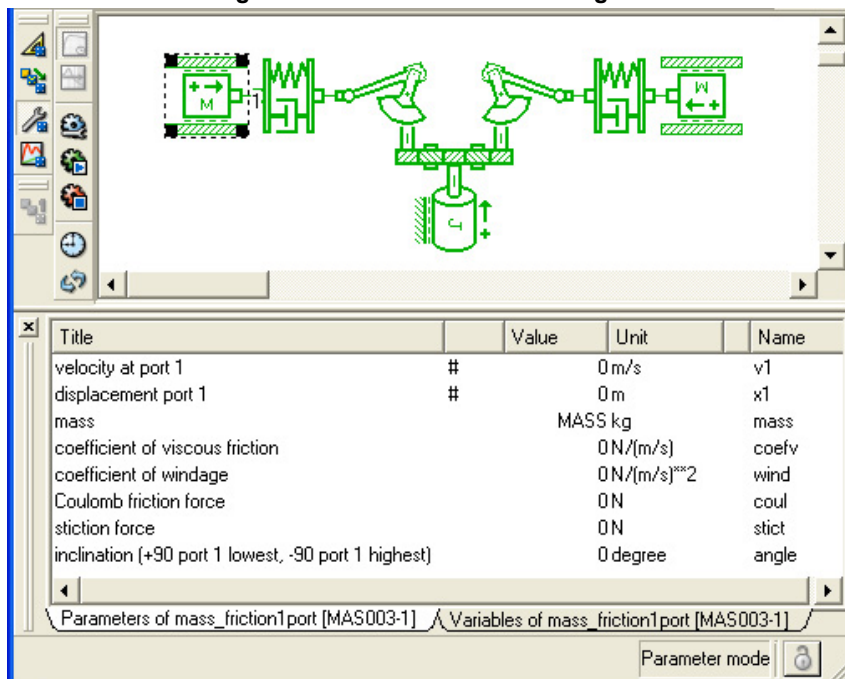 M
1
M
J
Title Value Unit Name
velocity at port 1 # 0 m/s v1
displacement port 1 # 0 m x1
mass MASS kg mass
coefficient of viscous friction 0 N/(m/s) coefv
coefficient of windage 0 N/(m/s)**2 wind
Coulomb friction force 0 N coul
stiction force 0 N stict
inclination (+90 port 1 lowest, -90 port 1 highest) 0 degree angle
Parameters of mass_friction1port [MAS003-1] Variables of mass_friction1port [MAS003-1]
Parameter mode